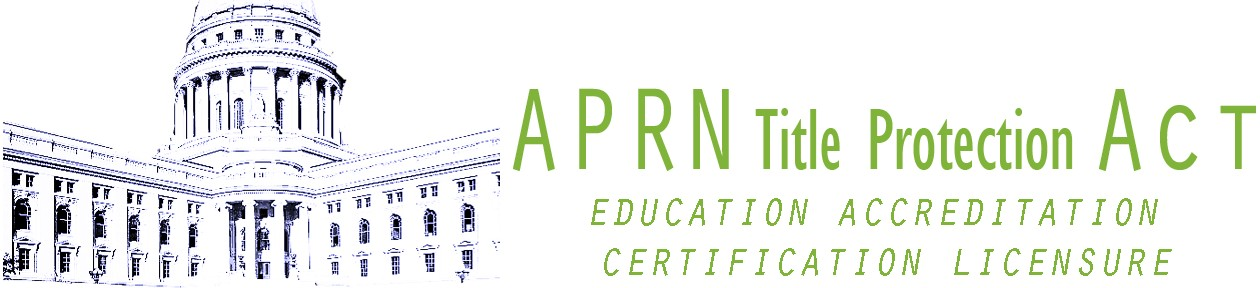 APRN Title Protection ACT
EDUCATION ACCREDITATION
CERTIFICATION LICENSURE